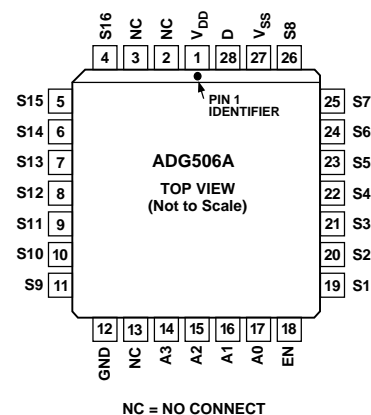 S16 NC NC VDD D VSS S8
4 3 2 1 28 27 26
PIN 1
IDENTIFIER
S15 5
S14 6
S13 7
S12 8
S11 9
S10 10
S9 11
ADG506A
TOP VIEW
(Not to Scale)
25 S7
24 S6
23 S5
22 S4
21 S3
20 S2
19 S1
12 13 14 15 16 17 18
GND NC A3 A2 A1 A0 EN
NC = NO CONNECT